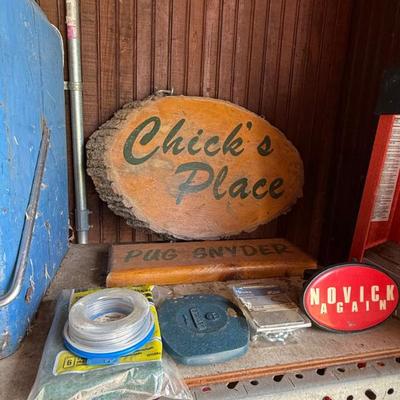 Chick's
Place
PUG SNYDER
NOVICK
AGAIN